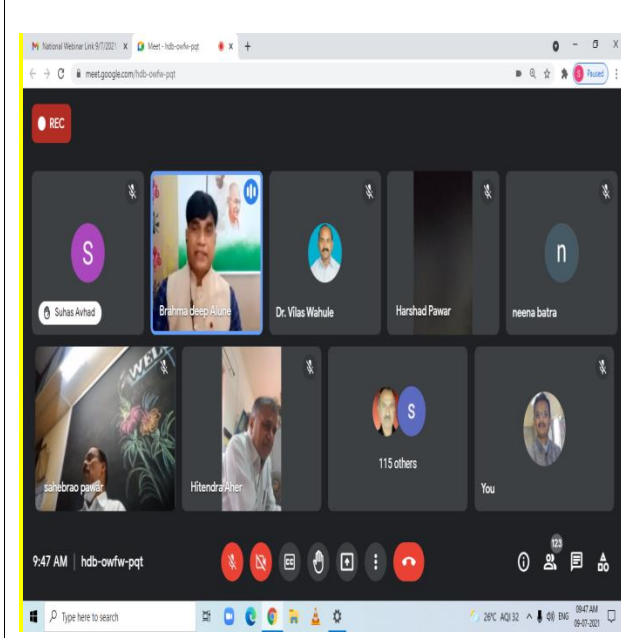 National Webinar Link 9/7/2021
Meet - hdb-owfw-pqt
meet.google.com/hdb-owfw-pqt
S
Paused
REC
S
Suhas Avhad
Brahma deep Alune
Dr. Vilas Wahule
Harshad Pawar
n
neena batra
WEL
sahebrao pawar
Hitendra Aher
S
115 others
You
9:47 AM | hdb-owfw-pqt
CC
123
Type here to search
26°C AQI 32
ENG
09:47 AM
09-07-2021